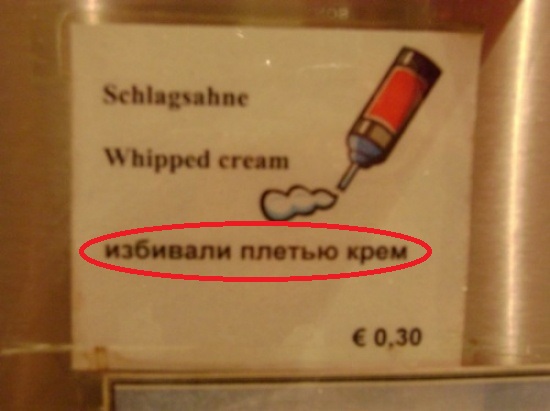 Schlagsahne
Whipped cream
избивали плетью крем
€ 0,30